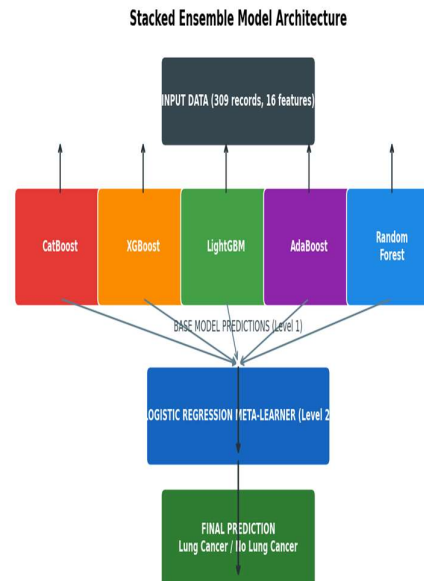 Stacked Ensemble Model Architecture
INPUT DATA (309 records, 16 features)
CatBoost
XGBoost
LightGBM
AdaBoost
Random
Forest
BASE MODEL PREDICTIONS (Level 1)
LOGISTIC REGRESSION META-LEARNER (Level 2
FINAL PREDICTION
Lung Cancer / No Lung Cancer